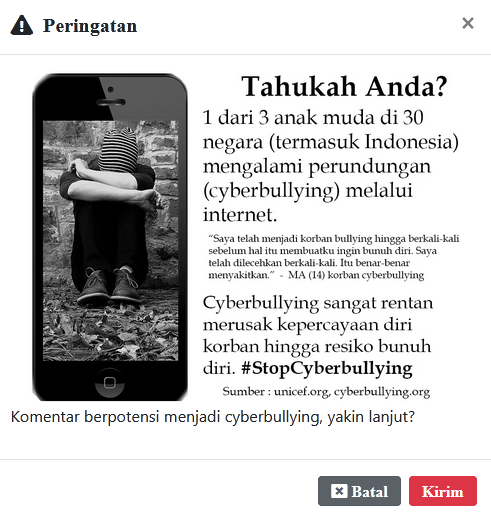 Peringatan
×
Tahukah Anda?
1 dari 3 anak muda di 30
negara (termasuk Indonesia)
mengalami perundungan
(cyberbullying) melalui
internet.
“Saya telah menjadi korban bullying hingga berkali-kali
sebelum hal itu membuatku ingin bunuh diri. Saya
telah dilecehkan berkali-kali. Itu benar-benar
menyakitkan.” - MA (14) korban cyberbullying
Cyberbullying sangat rentan
merusak kepercayaan diri
korban hingga resiko bunuh
diri. #StopCyberbullying
Sumber : unicef.org, cyberbullying.org
Komentar berpotensi menjadi cyberbullying, yakin lanjut?
Batal
Kirim